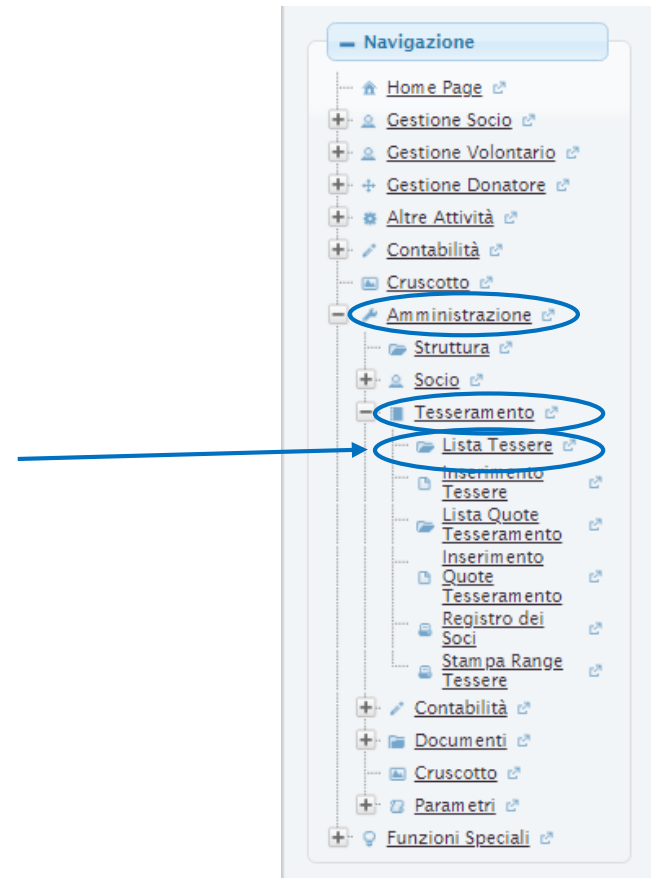 Navigazione
Home Page
Gestione Socio
Gestione Volontario
Gestione Donatore
Altre Attività
Contabilità
Cruscotto
Amministrazione
Struttura
Socio
Tesseramento
Lista Tessere
Inserimento
Tessere
Lista Quote
Tesseramento
Inserimento
Quote
Tesseramento
Registro dei
Soci
Stampa Range
Tessere
Contabilità
Documenti
Cruscotto
Parametri
Funzioni Speciali